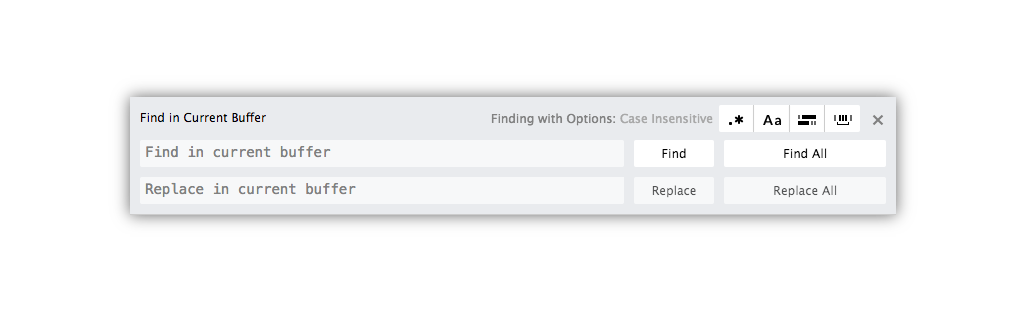 Find in Current Buffer Finding with Options: Case Insensitive .* Aa
Find in current buffer Find Find All
Replace in current buffer Replace Replace All